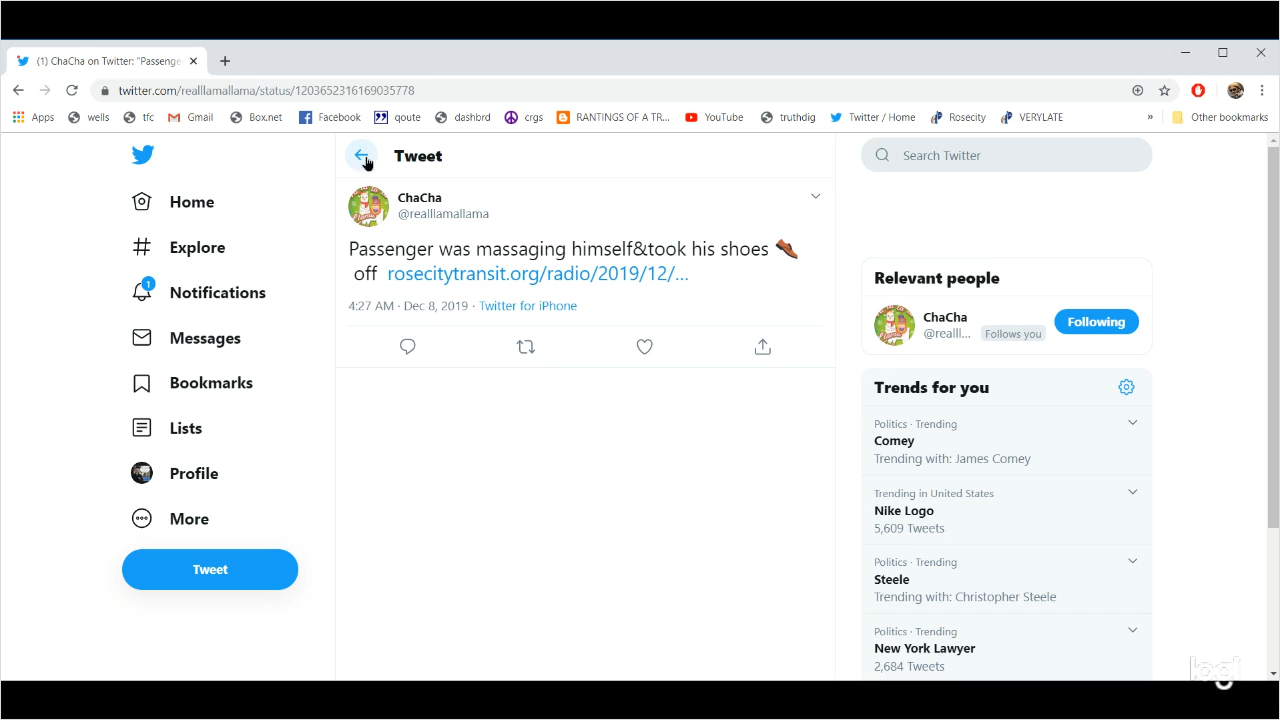 (1) ChaCha on Twitter: "Passenge
twitter.com/realllamallama/status/1203652316169035778
Apps wells tfc Gmail Box.net Facebook qoute dashbrd crgs RANTINGS OF A TR... YouTube truthdig Twitter / Home Rosecity VERYLATE » Other bookmarks
Home
Explore
1
Notifications
Messages
Bookmarks
Lists
Profile
More
Tweet
Tweet
ChaCha
@realllamallama
Passenger was massaging himself&took his shoes
off rosecitytransit.org/radio/2019/12/...
4:27 AM · Dec 8, 2019 · Twitter for iPhone
Search Twitter
Relevant people
ChaCha
@realll... Follows you
Following
Trends for you
Politics · Trending
Comey
Trending with: James Comey
Trending in United States
Nike Logo
5,609 Tweets
Politics · Trending
Steele
Trending with: Christopher Steele
Politics · Trending
New York Lawyer
2,684 Tweets
logi